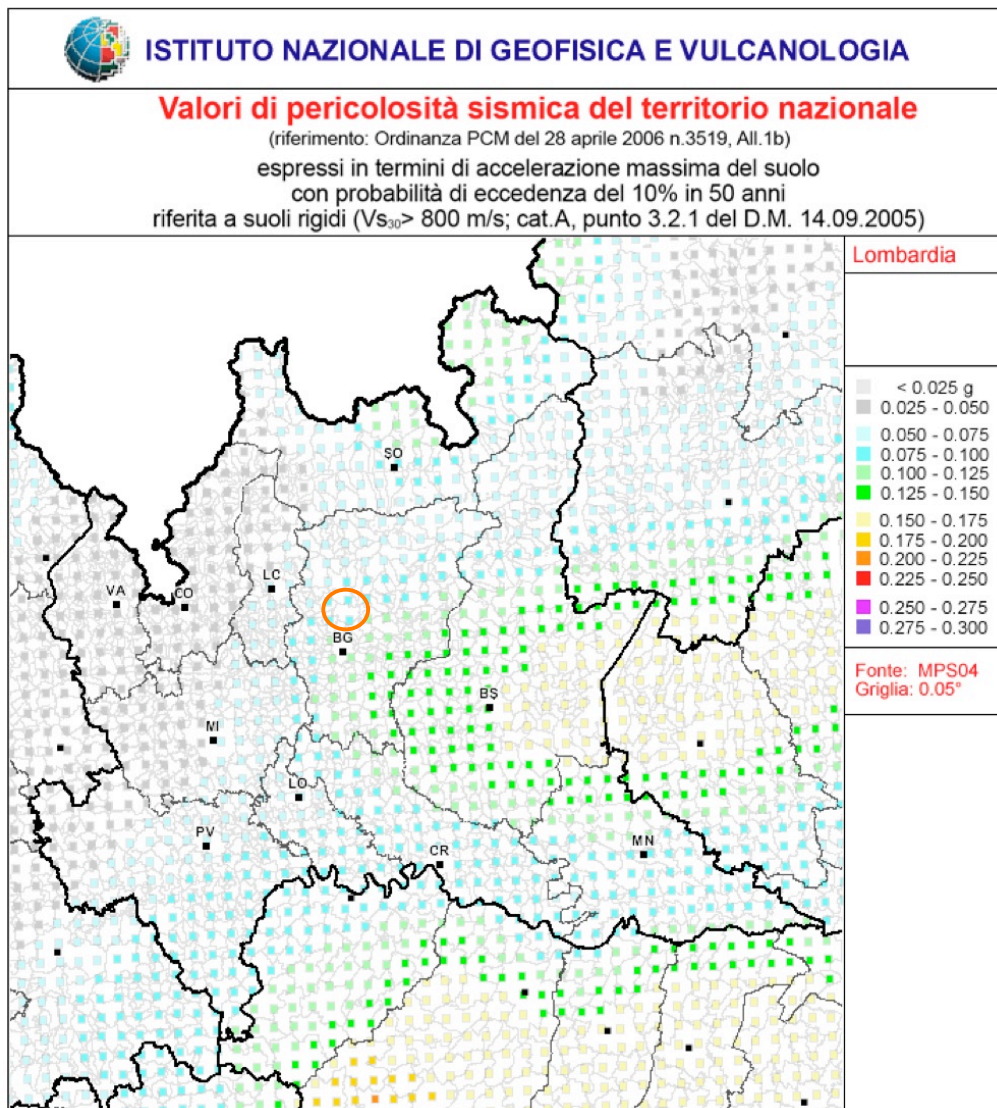 ISTITUTO NAZIONALE DI GEOFISICA E VULCANOLOGIA
Valori di pericolosità sismica del territorio nazionale
(riferimento: Ordinanza PCM del 28 aprile 2006 n.3519, All.1b)
espressi in termini di accelerazione massima del suolo
con probabilità di eccedenza del 10% in 50 anni
riferita a suoli rigidi (Vs30> 800 m/s; cat.A, punto 3.2.1 del D.M. 14.09.2005)
Lombardia
< 0.025 g
0.025 - 0.050
0.050 - 0.075
0.075 - 0.100
0.100 - 0.125
0.125 - 0.150
0.150 - 0.175
0.175 - 0.200
0.200 - 0.225
0.225 - 0.250
0.250 - 0.275
0.275 - 0.300
Fonte: MPS04
Griglia: 0.05°
SO
LC
VA
CO
BG
BS
MI
LO
PV
CR
MN